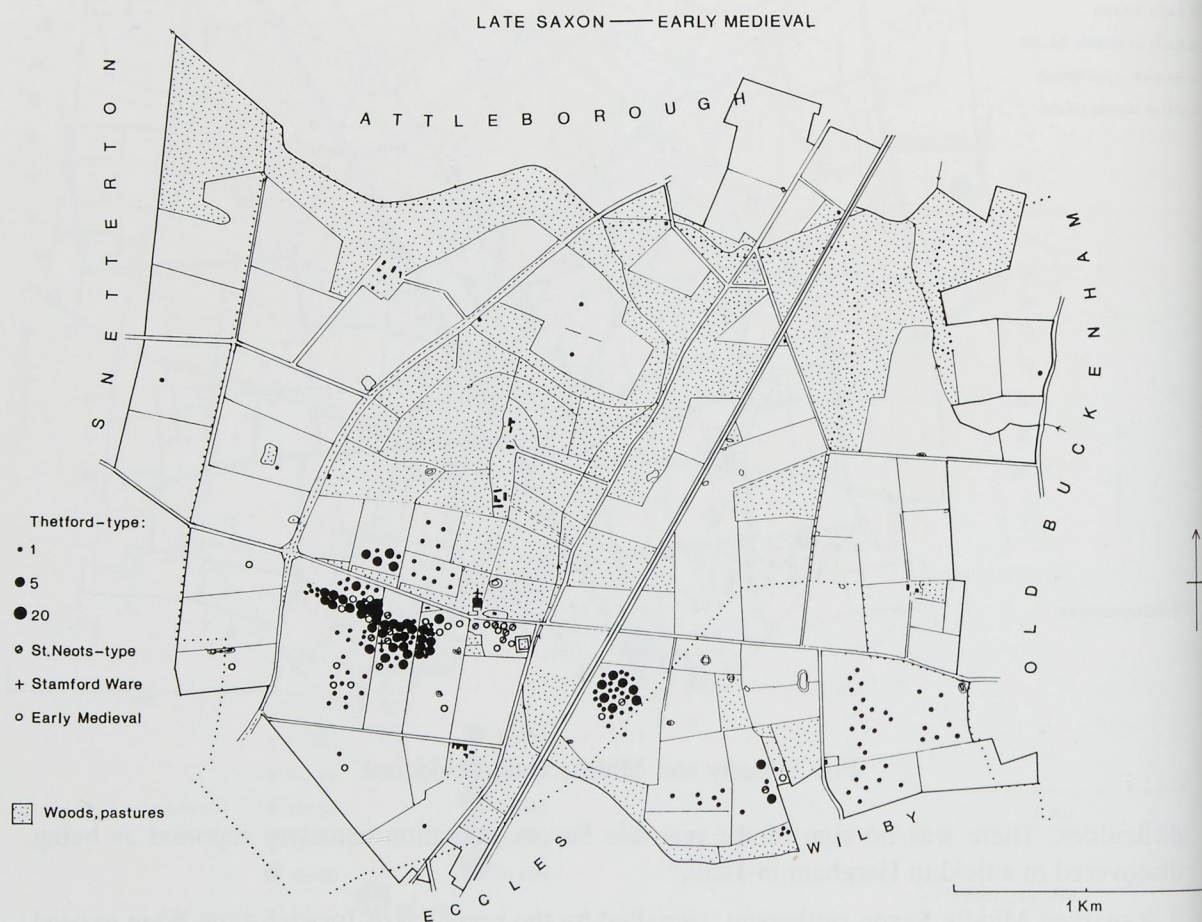 LATE SAXON — EARLY MEDIEVAL
ATTLEBOROUGH
SNETTERTON
OLD BUCKENHAM
Thetford-type:
1
5
20
St.Neots-type
+ Stamford Ware
Early Medieval
Woods, pastures
WILBY
ECCLES
1 Km